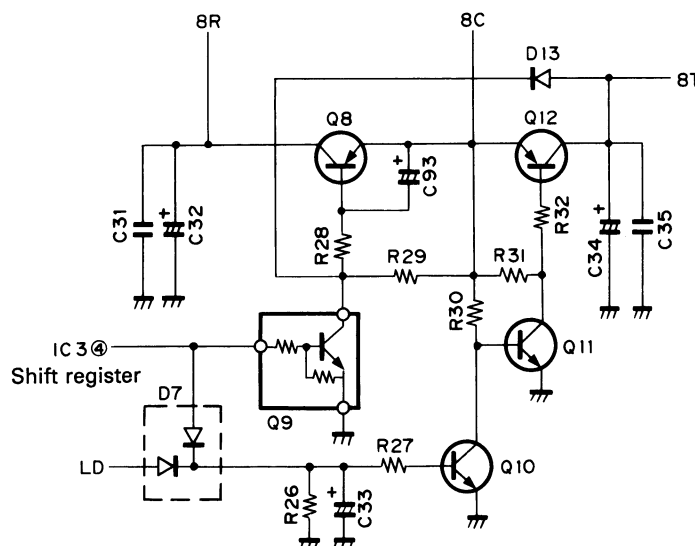 8R
8C
8T
D13
Q8
Q12
C31
+
C32
+
C93
R32
+
C34
C35
R28
R29
R31
R30
Q11
IC3④
Shift register
D7
Q9
LD
R27
Q10
R26
+
C33